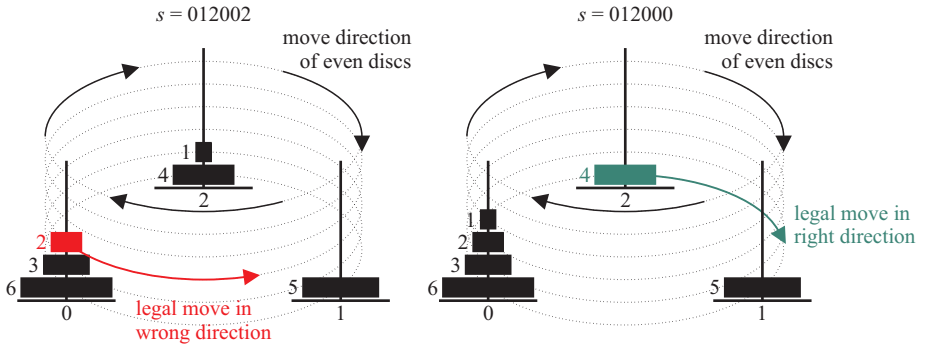 s = 012002
move direction
of even discs
1
4
2
2
3
6
0
5
1
legal move in
wrong direction
s = 012000
move direction
of even discs
4
2
1
2
3
6
0
5
1
legal move in
right direction